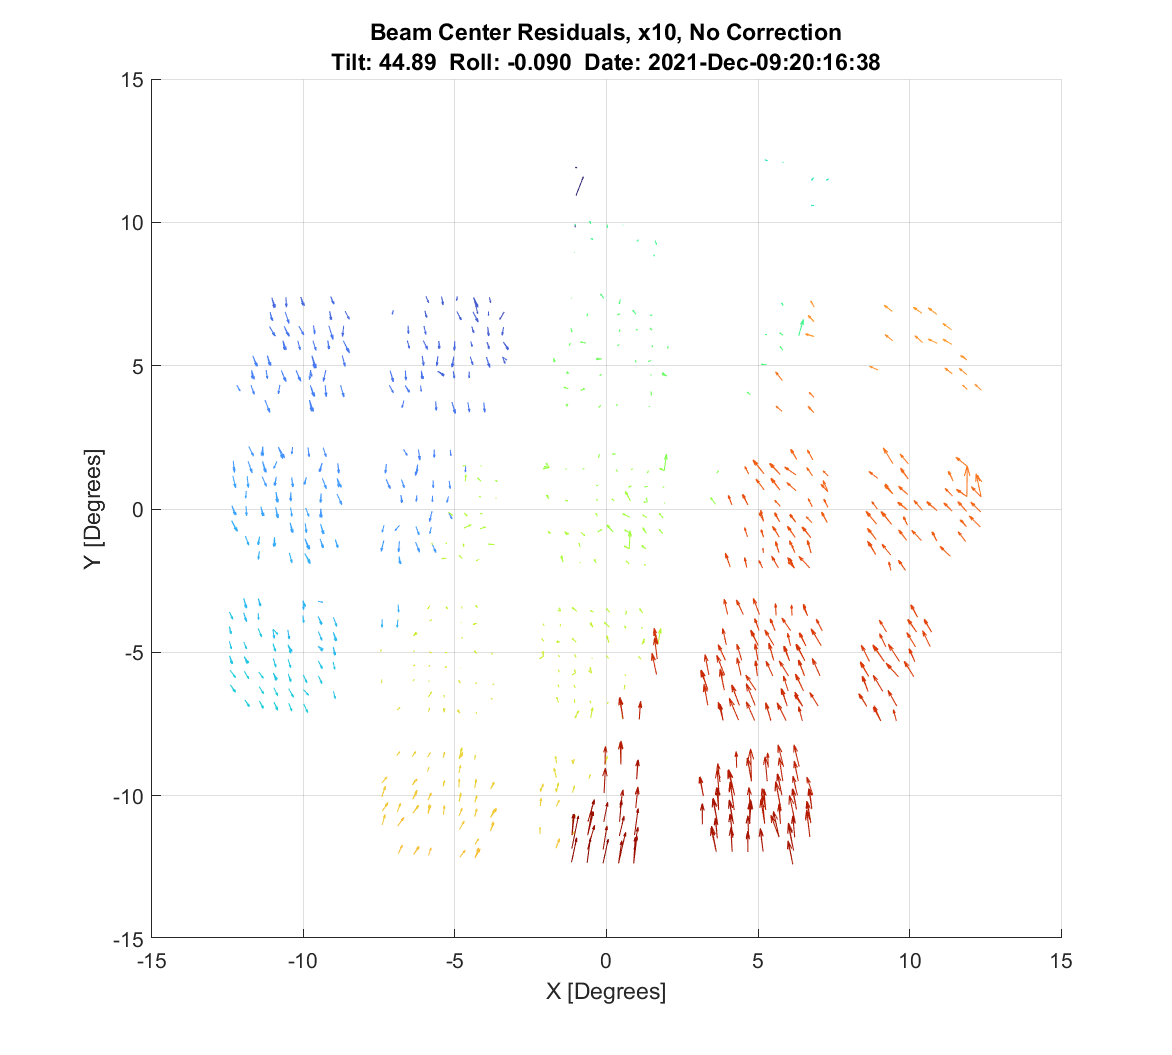 Beam Center Residuals, x10, No Correction
Tilt: 44.89 Roll: -0.090 Date: 2021-Dec-09:20:16:38
15
10
5
0
-5
-10
-15
Y [Degrees]
-15 -10 -5 0 5 10 15
X [Degrees]